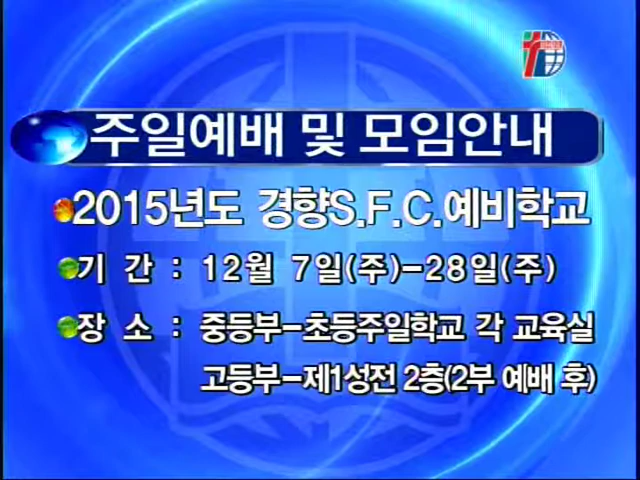 주일예배 및 모임안내
2015년도 경향S.F.C.예비학교
기 간 : 12월 7일(주)-28일(주)
장 소 : 중등부-초등주일학교 각 교육실
고등부-제1성전 2층(2부 예배 후)